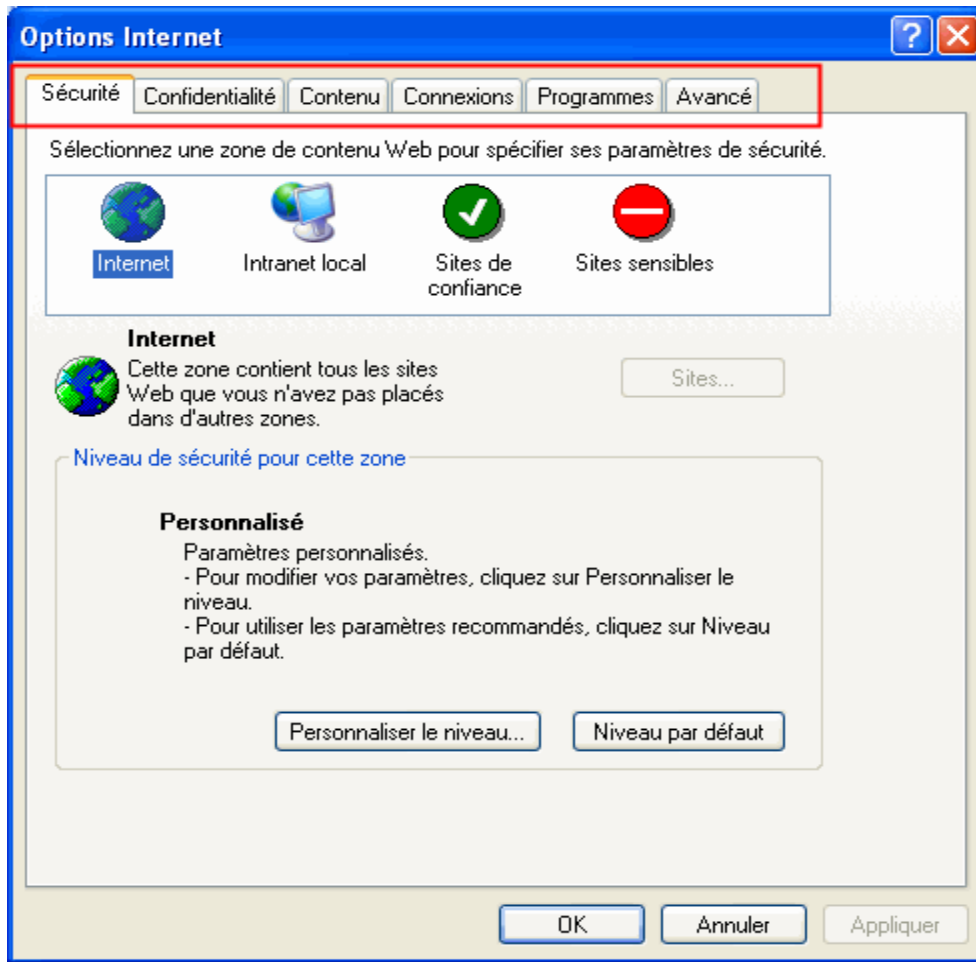 Options Internet
Sécurité Confidentialité Contenu Connexions Programmes Avancé
Sélectionnez une zone de contenu Web pour spécifier ses paramètres de sécurité.
Internet Intranet local Sites de Sites sensibles
confiance
Internet
Cette zone contient tous les sites
Web que vous n'avez pas placés
dans d'autres zones.
Sites...
Niveau de sécurité pour cette zone
Personnalisé
Paramètres personnalisés.
- Pour modifier vos paramètres, cliquez sur Personnaliser le
niveau.
- Pour utiliser les paramètres recommandés, cliquez sur Niveau
par défaut.
Personnaliser le niveau... Niveau par défaut
OK Annuler Appliquer